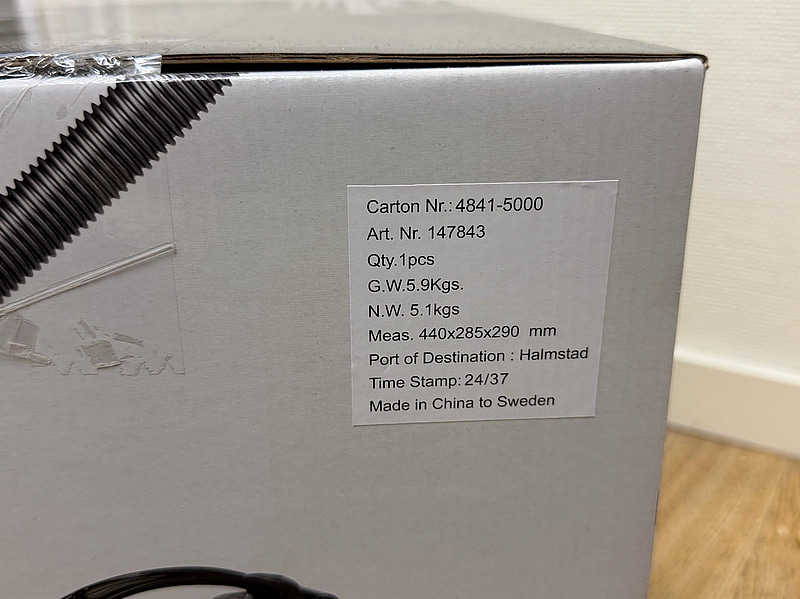 Carton Nr.: 4841-5000
Art. Nr. 147843
Qty.1pcs
G.W.5.9Kgs.
N.W. 5.1kgs
Meas. 440x285x290 mm
Port of Destination : Halmstad
Time Stamp: 24/37
Made in China to Sweden